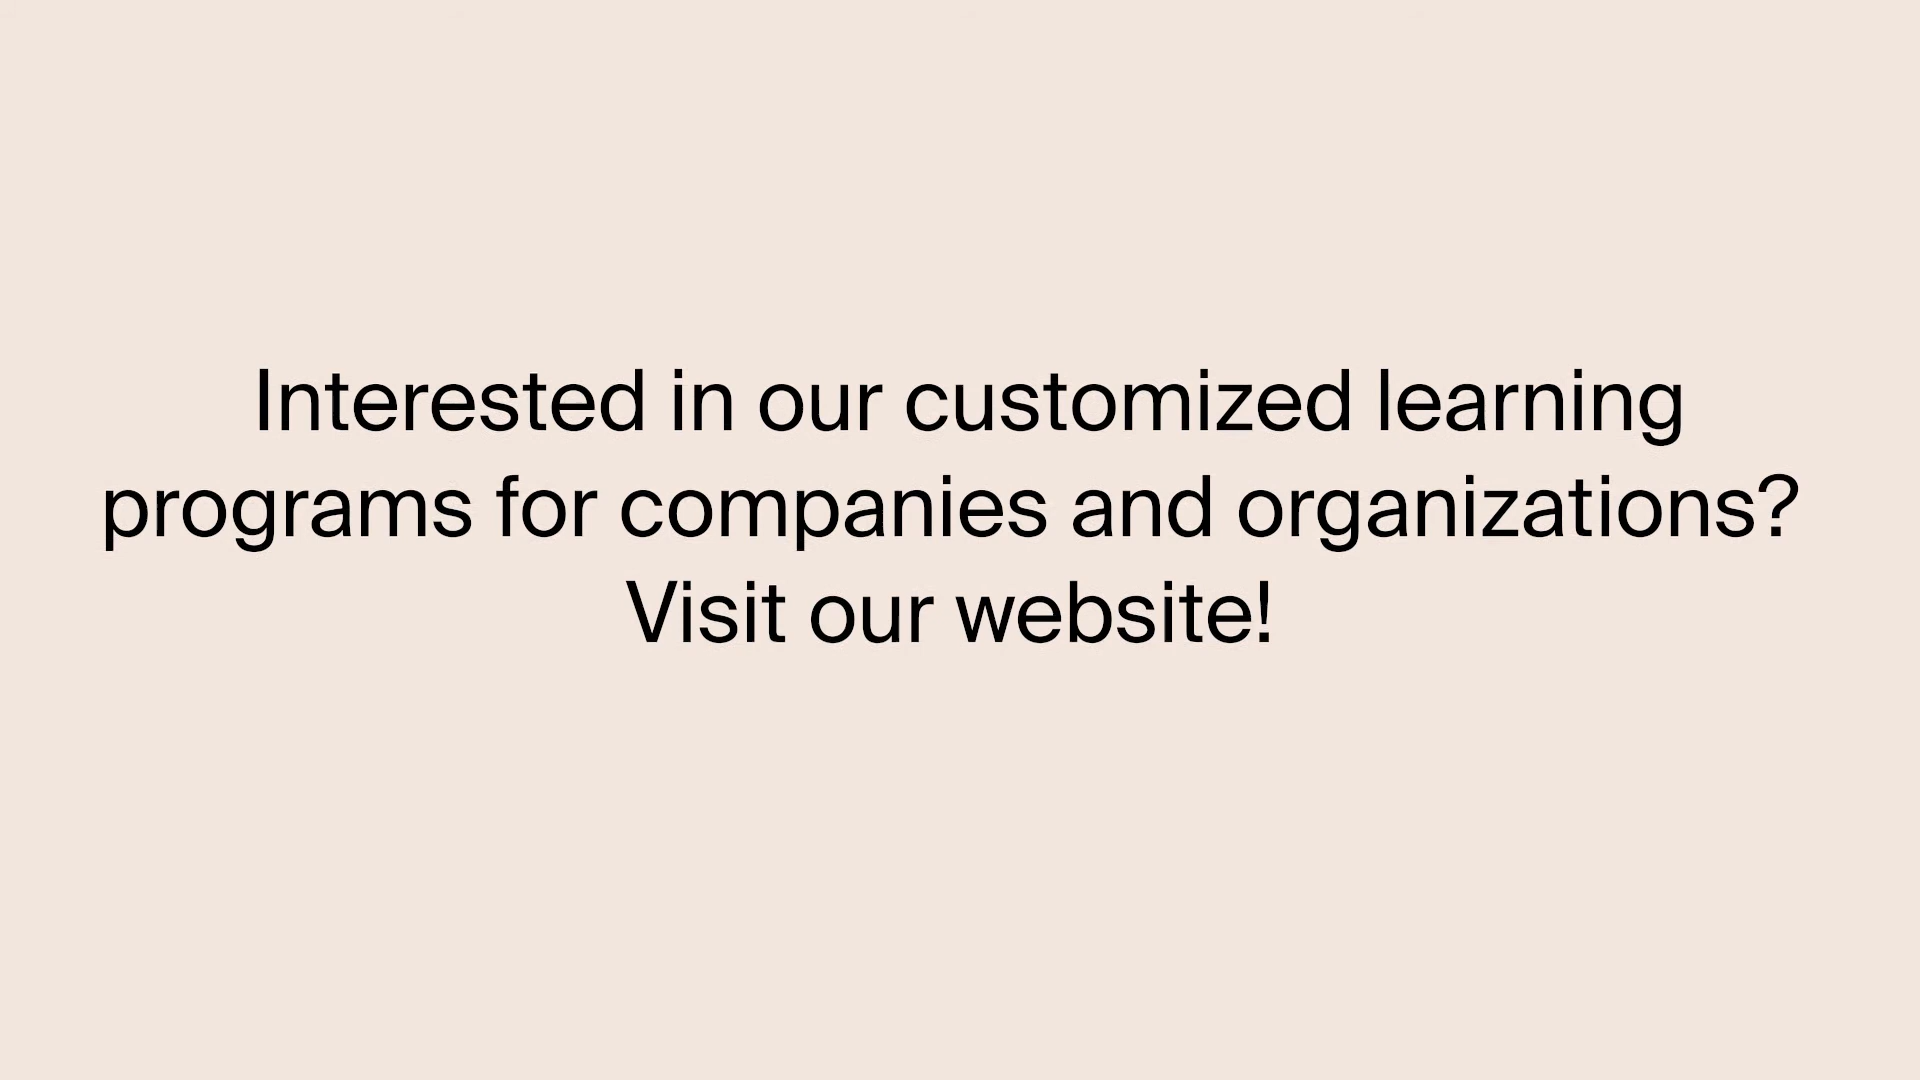 Interested in our customized learning
programs for companies and organizations?
Visit our website!